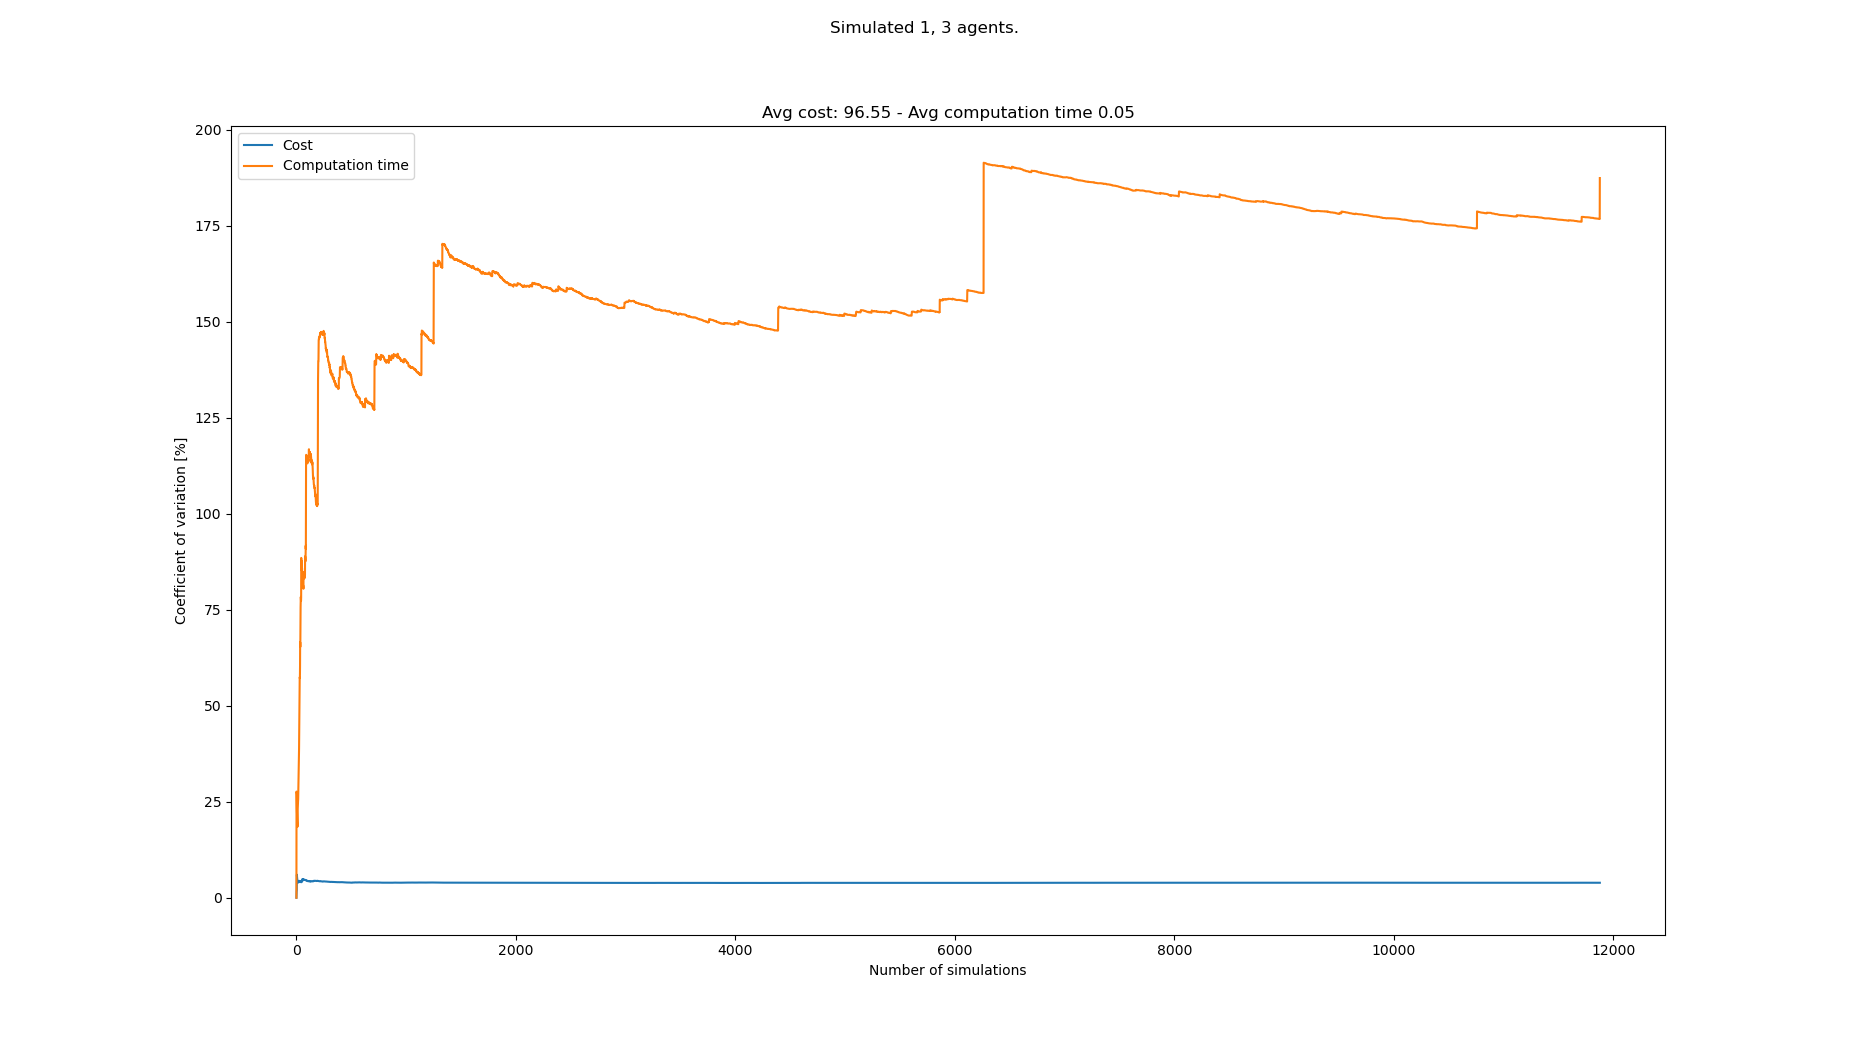 Simulated 1, 3 agents.
Avg cost: 96.55 - Avg computation time 0.05
Cost
Computation time
Coefficient of variation [%]
200
175
150
125
100
75
50
25
0
0 2000 4000 6000 8000 10000 12000
Number of simulations